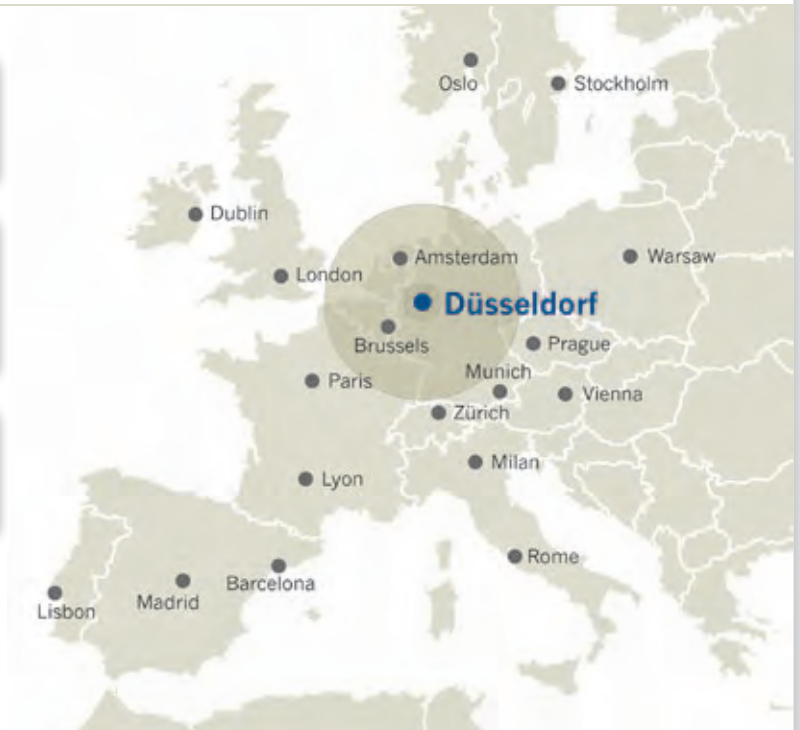 Oslo
Stockholm
Dublin
Amsterdam
Warsaw
London
Düsseldorf
Brussels
Prague
Munich
Paris
Vienna
Zürich
Milan
Lyon
Rome
Barcelona
Madrid
Lisbon